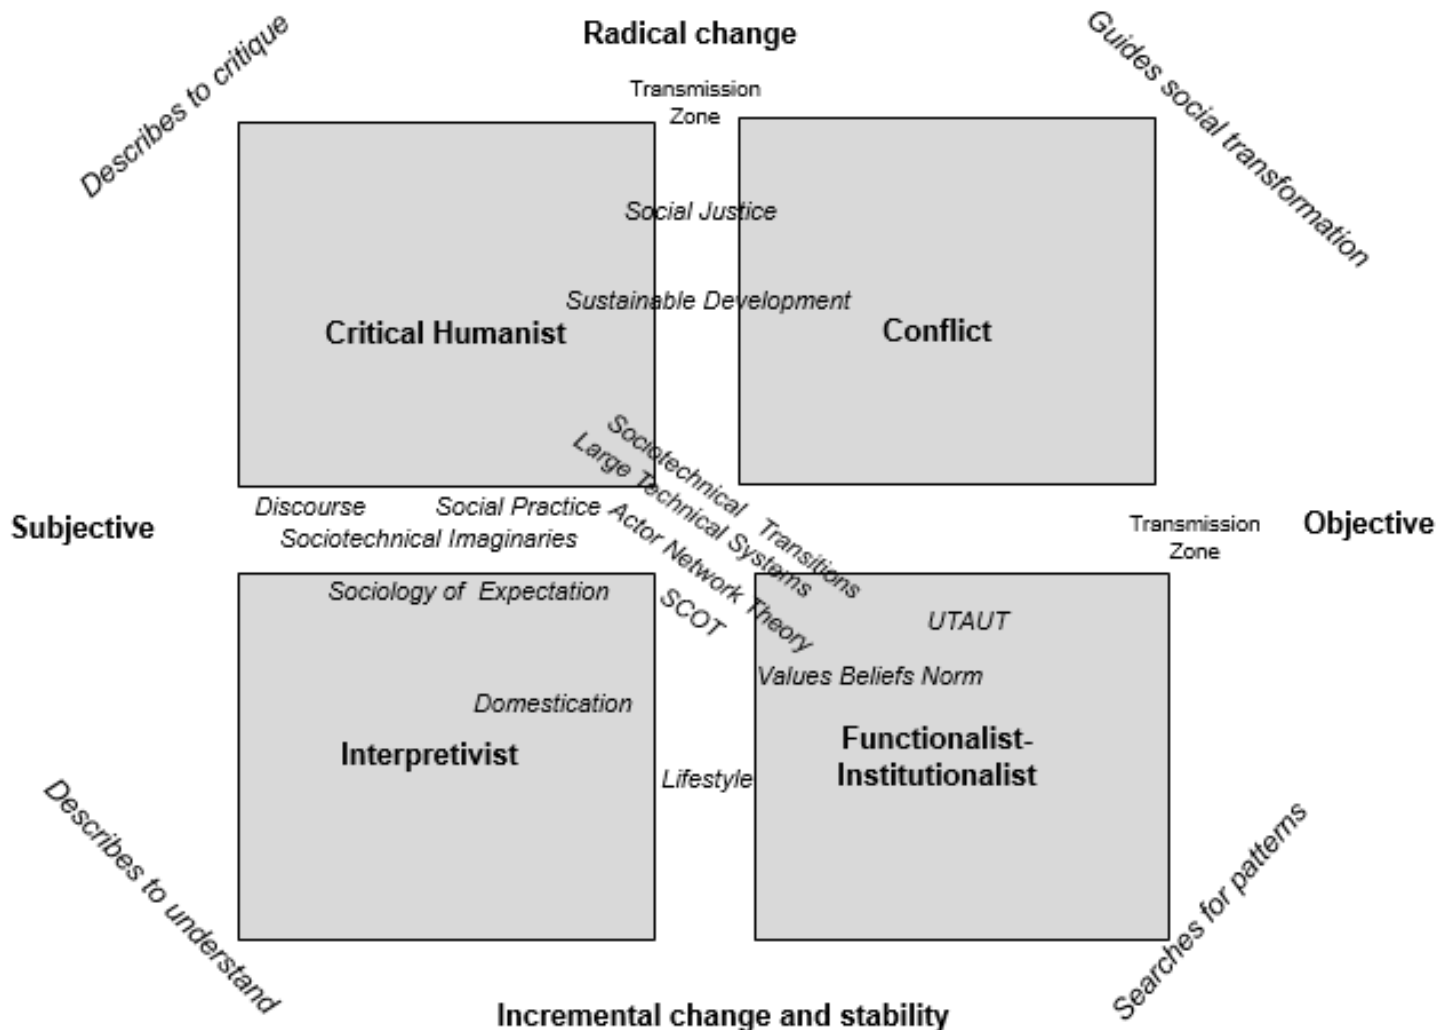 Radical change
Describes to critique
Guides social transformation
Transmission
Zone
Social Justice
Sustainable Development
Critical Humanist
Conflict
Sociotechnical Transitions
Large Technical Systems
Actor Network Theory
SCOT
Discourse
Social Practice
Sociotechnical Imaginaries
Subjective
Transmission
Zone
Objective
Sociology of Expectation
UTAUT
Values Beliefs Norm
Domestication
Interpretivist
Functionalist-
Institutionalist
Lifestyle
Describes to understand
Searches for patterns
Incremental change and stability